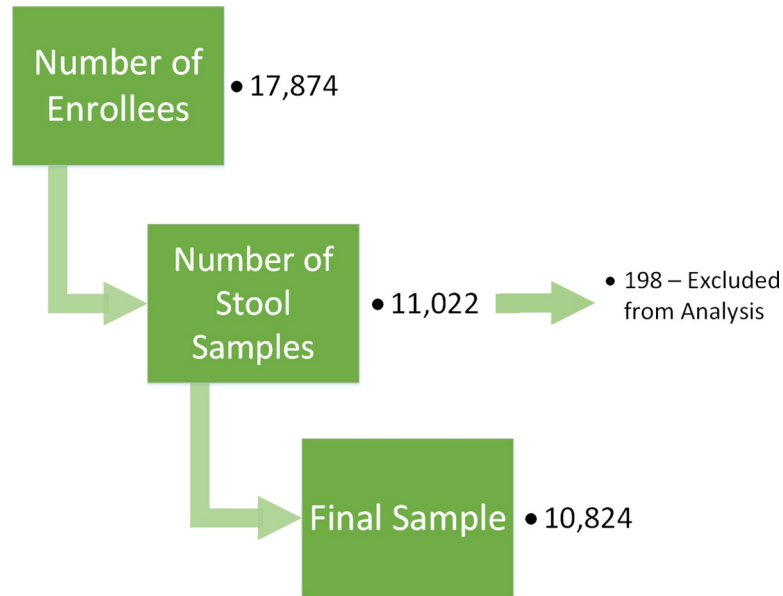 Number of
Enrollees
• 17,874
Number of
Stool
Samples
• 11,022
• 198 – Excluded
from Analysis
Final Sample
• 10,824